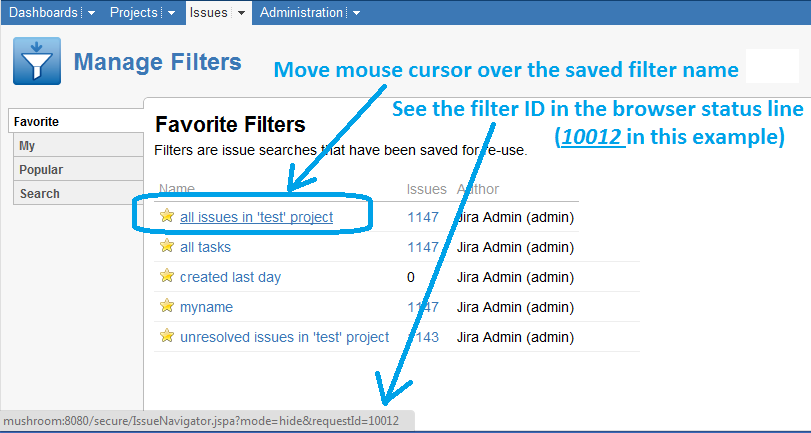 Dashboards Projects Issues Administration
Manage Filters
Move mouse cursor over the saved filter name
See the filter ID in the browser status line
(10012 in this example)
Favorite
My
Popular
Search
Favorite Filters
Filters are issue searches that have been saved for re-use.
Name Issues Author
all issues in 'test' project 1147 Jira Admin (admin)
all tasks 1147 Jira Admin (admin)
created last day 0 Jira Admin (admin)
myname 1147 Jira Admin (admin)
unresolved issues in 'test' project 1143 Jira Admin (admin)
mushroom:8080/secure/IssueNavigator.jspa?mode=hide&requestId=10012